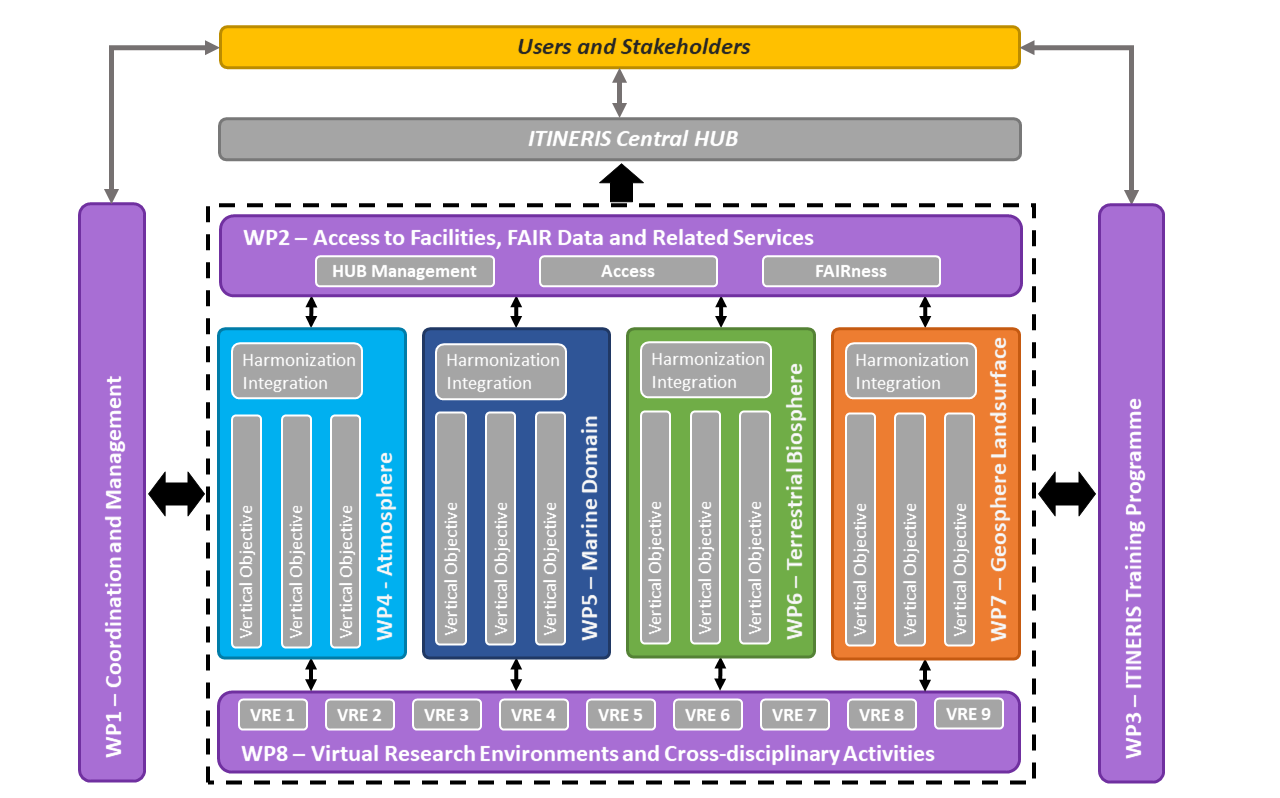 Users and Stakeholders
ITINERIS Central HUB
WP1 – Coordination and Management
WP2 – Access to Facilities, FAIR Data and Related Services
HUB Management
Access
FAIRness
Harmonization
Integration
Vertical Objective
Vertical Objective
Vertical Objective
WP4 - Atmosphere
Harmonization
Integration
Vertical Objective
Vertical Objective
Vertical Objective
WP5 – Marine Domain
Harmonization
Integration
Vertical Objective
Vertical Objective
Vertical Objective
WP6 – Terrestrial Biosphere
Harmonization
Integration
Vertical Objective
Vertical Objective
Vertical Objective
WP7 – Geosphere Landsurface
VRE 1
VRE 2
VRE 3
VRE 4
VRE 5
VRE 6
VRE 7
VRE 8
VRE 9
WP8 – Virtual Research Environments and Cross-disciplinary Activities
WP3 – ITINERIS Training Programme